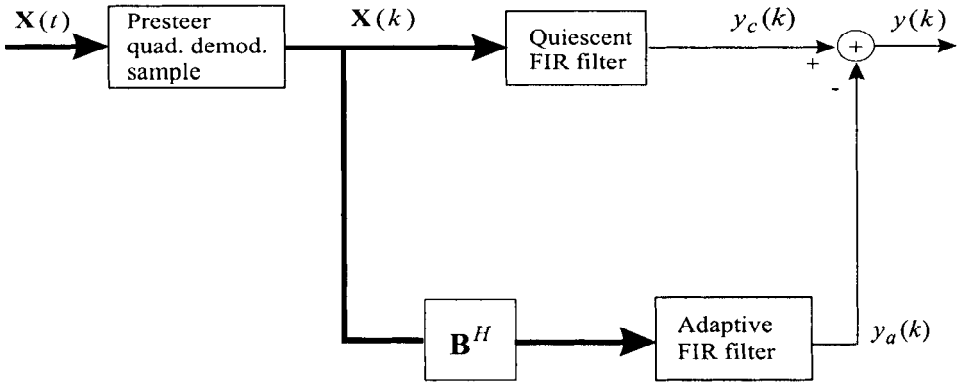 X(t)
Presteer
quad. demod.
sample
X(k)
Quiescent
FIR filter
y_c(k)
+
+
y(k)
-
B^H
Adaptive
FIR filter
y_a(k)